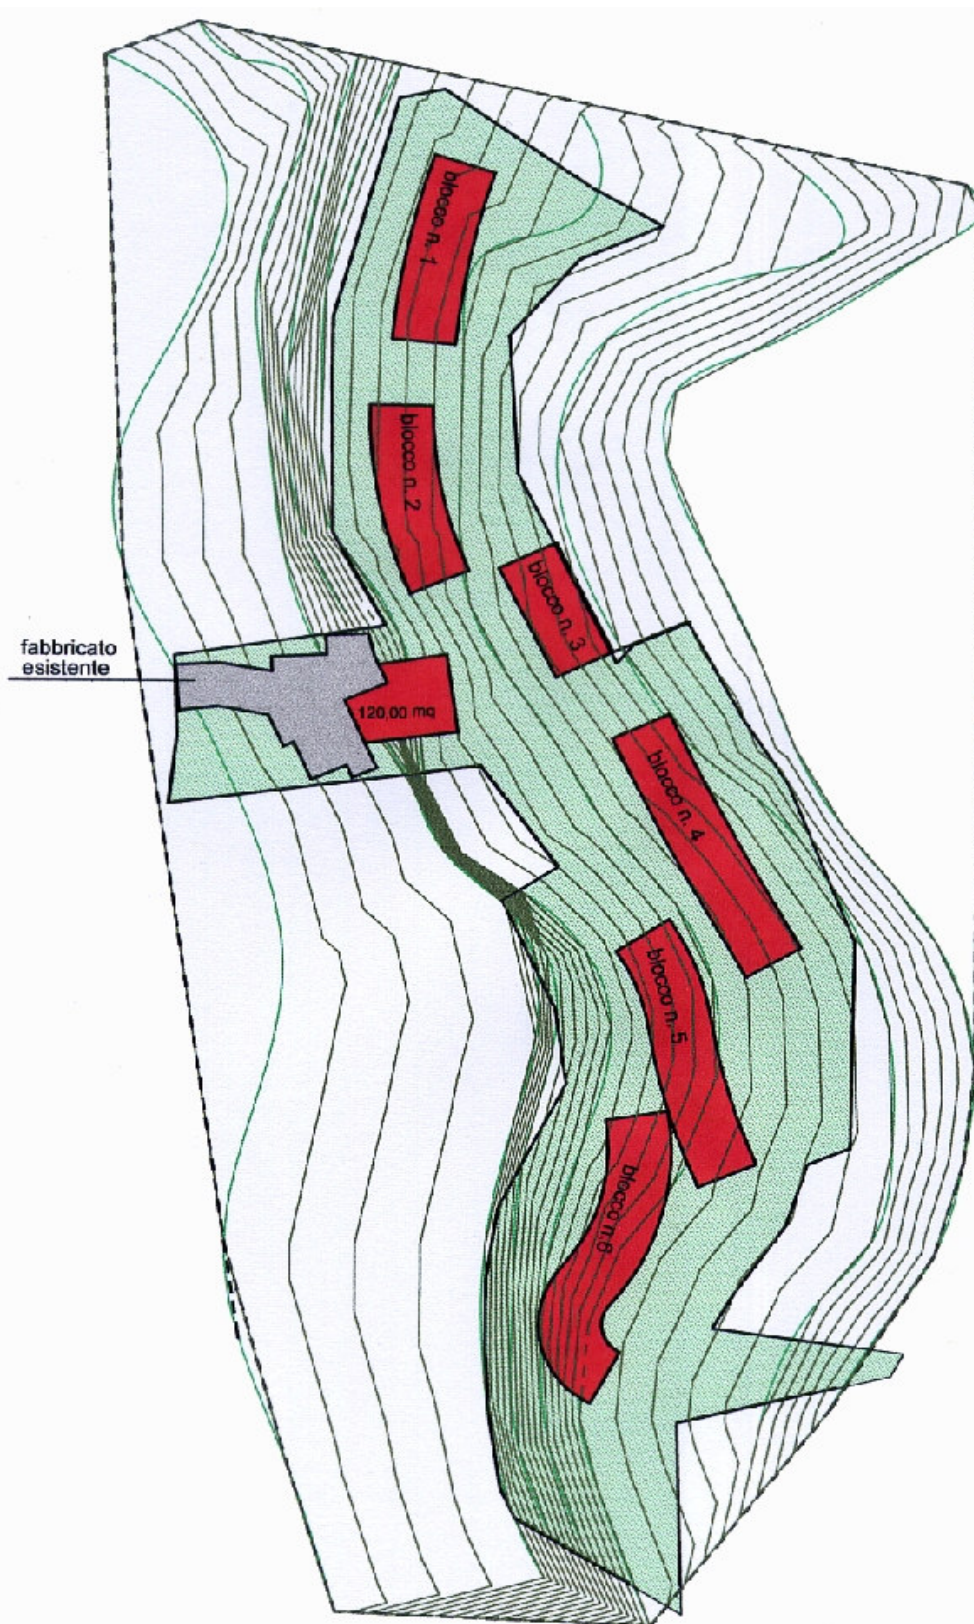 blocco n. 1
blocco n. 2
blocco n. 3
fabbricato
esistente
120,00 mq
blocco n. 4
blocco n. 5
blocco n. 6